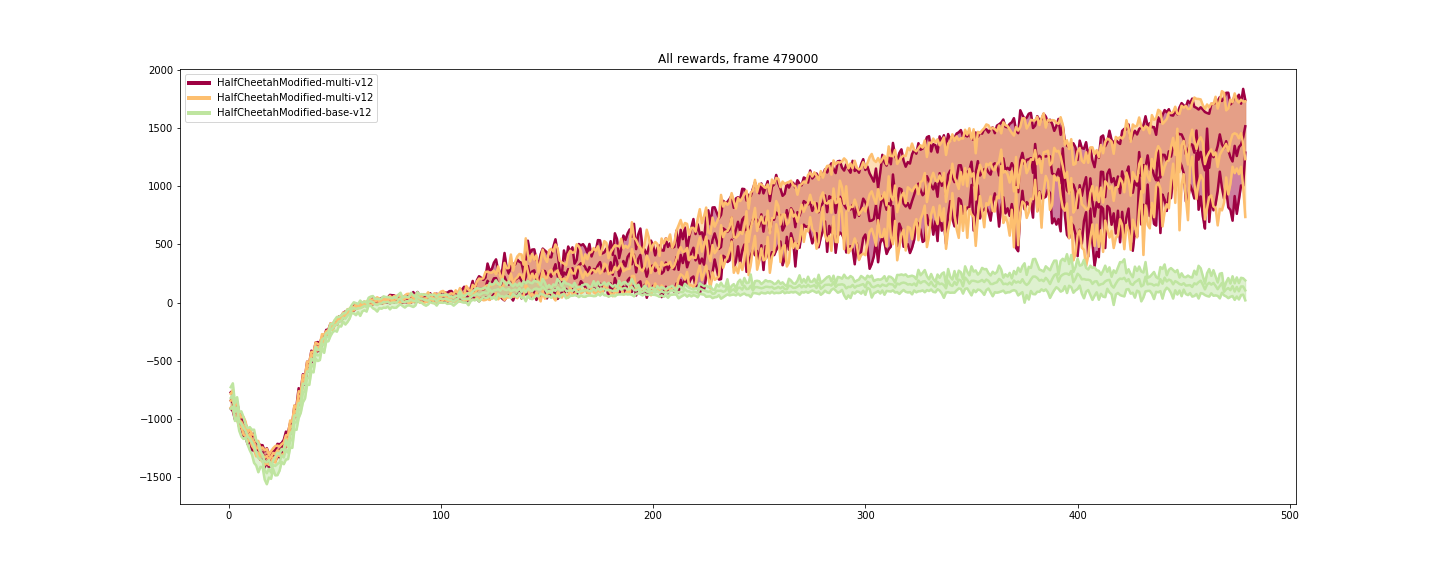 All rewards, frame 479000
HalfCheetahModified-multi-v12
HalfCheetahModified-multi-v12
HalfCheetahModified-base-v12
2000
1500
1000
500
0
−500
−1000
−1500
0 100 200 300 400 500